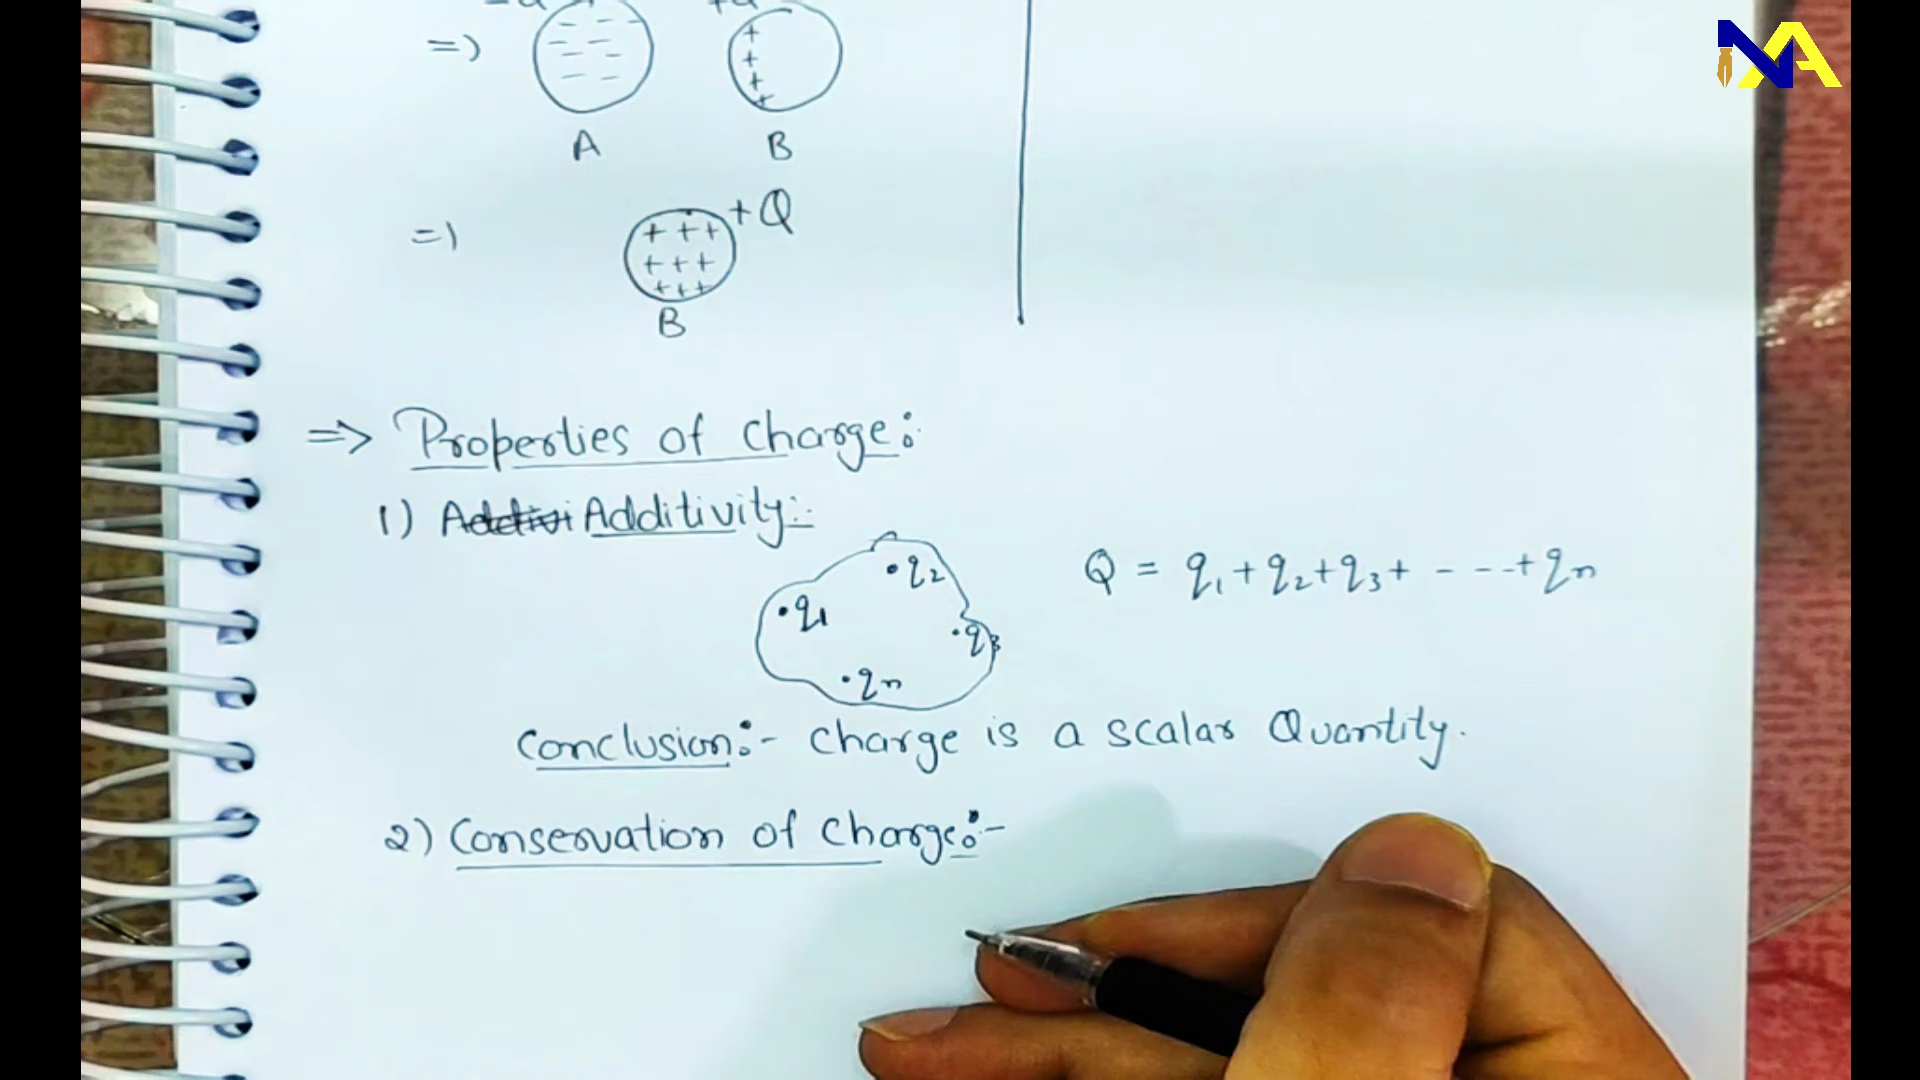 => A B
=> +Q
B
=> Properties of Charge:
1) Additivity:-
q1 q2 q3 qn
Q = q1 + q2 + q3 + - - - + qn
Conclusion:- Charge is a scalar Quantity.
2) Conservation of Charge:-
NA